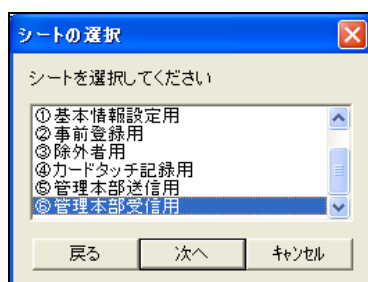 シートの選択
シートを選択してください
①基本情報設定用
②事前登録用
③除外者用
④カードタッチ記録用
⑤管理本部送信用
⑥管理本部受信用
戻る 次へ キャンセル